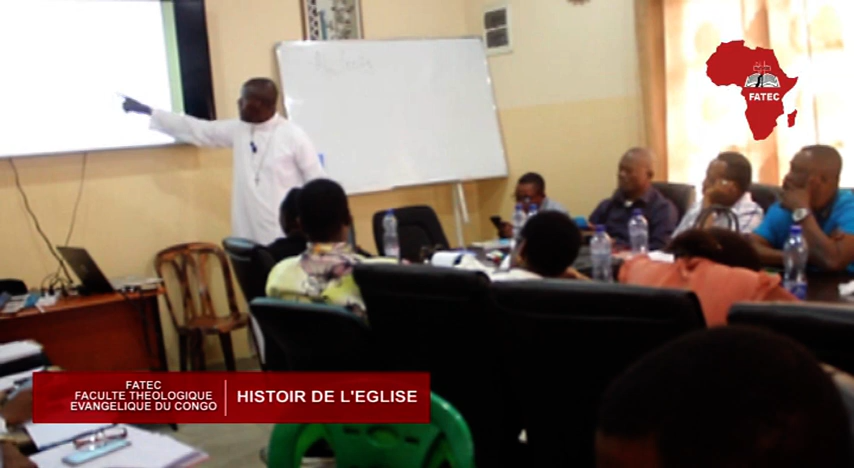 FATEC
FATEC
FACULTE THEOLOGIQUE
EVANGELIQUE DU CONGO
HISTOIR DE L'EGLISE